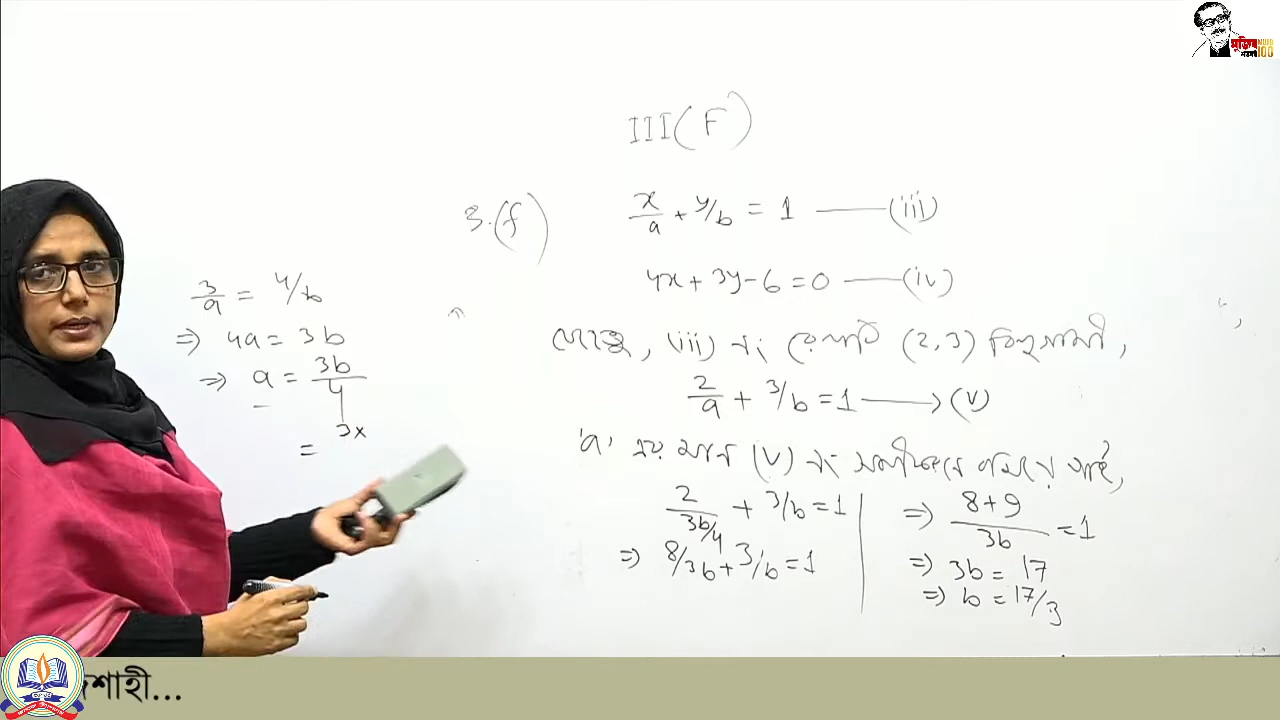 III(F)
3.(f)
x/a + y/b = 1 ——(iii)
4x + 3y - 6 = 0 ——(iv)
3/a = 4/b
⇒ 4a = 3b
⇒ a = 3b/4
= 3x
যেহেতু, (iii) নং রেখাটি (2,3) বিন্দুগামী,
2/a + 3/b = 1 ——→ (v)
'a' এর মান (v) নং সমীকরণে বসিয়ে পাই,
2/(3b/4) + 3/b = 1
⇒ 8/3b + 3/b = 1
⇒ (8+9)/3b = 1
⇒ 3b = 17
⇒ b = 17/3
মুজিব
100
শাহী...